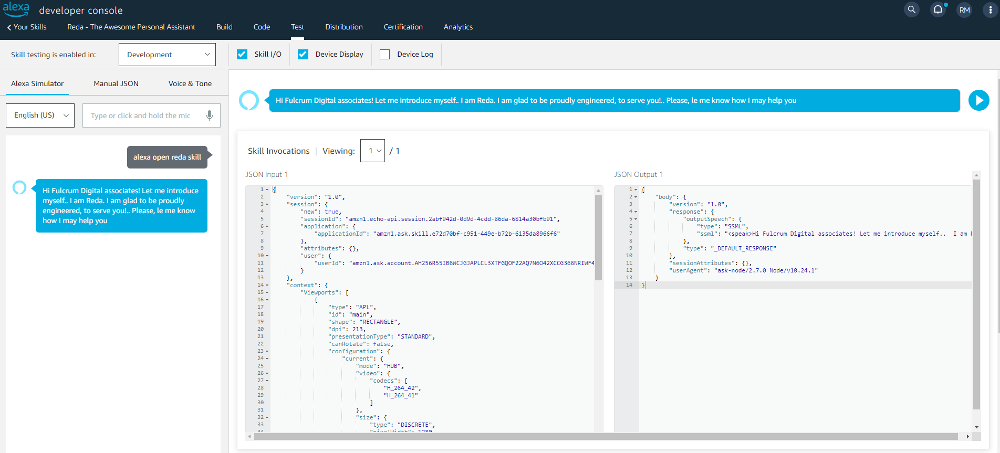 alexa developer console
RM
Your Skills Reda - The Awesome Personal Assistant Build Code Test Distribution Certification Analytics
Skill testing is enabled in: Development Skill I/O Device Display Device Log
Alexa Simulator Manual JSON Voice & Tone
English (US) Type or click and hold the mic
alexa open reda skill
Hi Fulcrum Digital associates! Let me introduce
myself.. I am Reda. I am glad to be proudly
engineered, to serve you!.. Please, le me know
how I may help you
Hi Fulcrum Digital associates! Let me introduce myself.. I am Reda. I am glad to be proudly engineered, to serve you!.. Please, le me know how I may help you
Skill Invocations | Viewing: 1 / 1
JSON Input 1
1 {
2 "version": "1.0",
3 "session": {
4 "new": true,
5 "sessionId": "amzn1.echo-api.session.2abf942d-0d9d-4cdd-86da-6814a30bfb91",
6 "application": {
7 "applicationId": "amzn1.ask.skill.e72d70bf-c951-449e-b72b-6135da8966f6"
8 },
9 "attributes": {},
10 "user": {
11 "userId": "amzn1.ask.account.AH256R55IB6WCJGJAPLCL3XTFGQOF22AQ7N6O42XCCG366NRIWF4
12 }
13 },
14 "context": {
15 "Viewports": [
16 {
17 "type": "APL",
18 "id": "main",
19 "shape": "RECTANGLE",
20 "dpi": 213,
21 "presentationType": "STANDARD",
22 "canRotate": false,
23 "configuration": {
24 "current": {
25 "mode": "HUB",
26 "video": {
27 "codecs": [
28 "H_264_42",
29 "H_264_41"
30 ]
31 },
32 "size": {
33 "type": "DISCRETE",
34 "pixelWidth": 1280,
JSON Output 1
1 {
2 "body": {
3 "version": "1.0",
4 "response": {
5 "outputSpeech": {
6 "type": "SSML",
7 "ssml": "<speak>Hi Fulcrum Digital associates! Let me introduce myself.. I am
8 },
9 "type": "_DEFAULT_RESPONSE"
10 },
11 "sessionAttributes": {},
12 "userAgent": "ask-node/2.7.0 Node/v10.24.1"
13 }
14 }